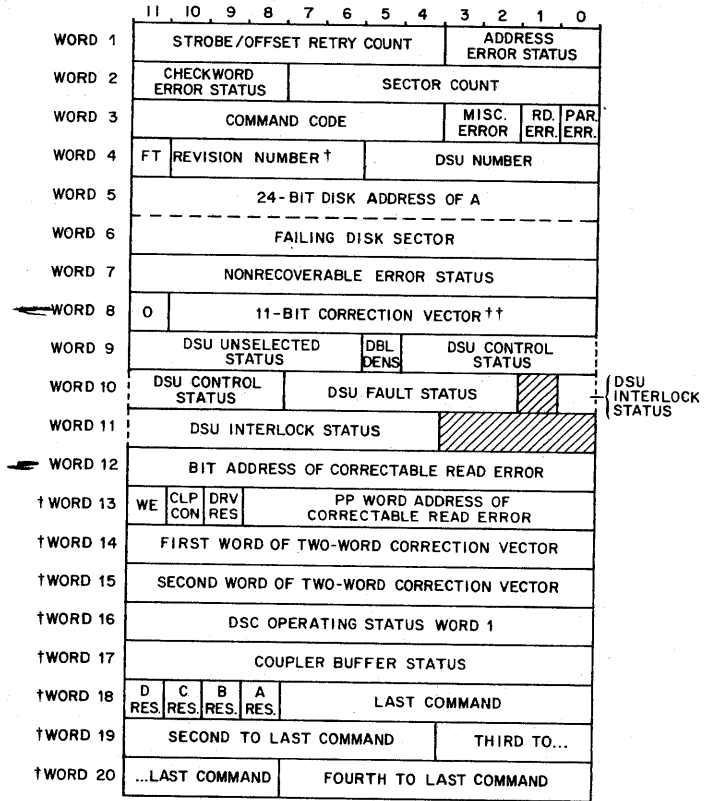 11 10 9 8 7 6 5 4 3 2 1 0
WORD 1 STROBE/OFFSET RETRY COUNT ADDRESS ERROR STATUS
WORD 2 CHECKWORD ERROR STATUS SECTOR COUNT
WORD 3 COMMAND CODE MISC. ERROR RD. ERR. PAR. ERR.
WORD 4 FT REVISION NUMBER† DSU NUMBER
WORD 5 24-BIT DISK ADDRESS OF A
WORD 6 FAILING DISK SECTOR
WORD 7 NONRECOVERABLE ERROR STATUS
WORD 8 0 11-BIT CORRECTION VECTOR††
WORD 9 DSU UNSELECTED STATUS DBL DENS DSU CONTROL STATUS
WORD 10 DSU CONTROL STATUS DSU FAULT STATUS DSU INTERLOCK STATUS
WORD 11 DSU INTERLOCK STATUS
WORD 12 BIT ADDRESS OF CORRECTABLE READ ERROR
†WORD 13 WE CLP CON DRV RES PP WORD ADDRESS OF CORRECTABLE READ ERROR
†WORD 14 FIRST WORD OF TWO-WORD CORRECTION VECTOR
†WORD 15 SECOND WORD OF TWO-WORD CORRECTION VECTOR
†WORD 16 DSC OPERATING STATUS WORD 1
†WORD 17 COUPLER BUFFER STATUS
†WORD 18 D RES. C RES. B RES. A RES. LAST COMMAND
†WORD 19 SECOND TO LAST COMMAND THIRD TO...
†WORD 20 ...LAST COMMAND FOURTH TO LAST COMMAND